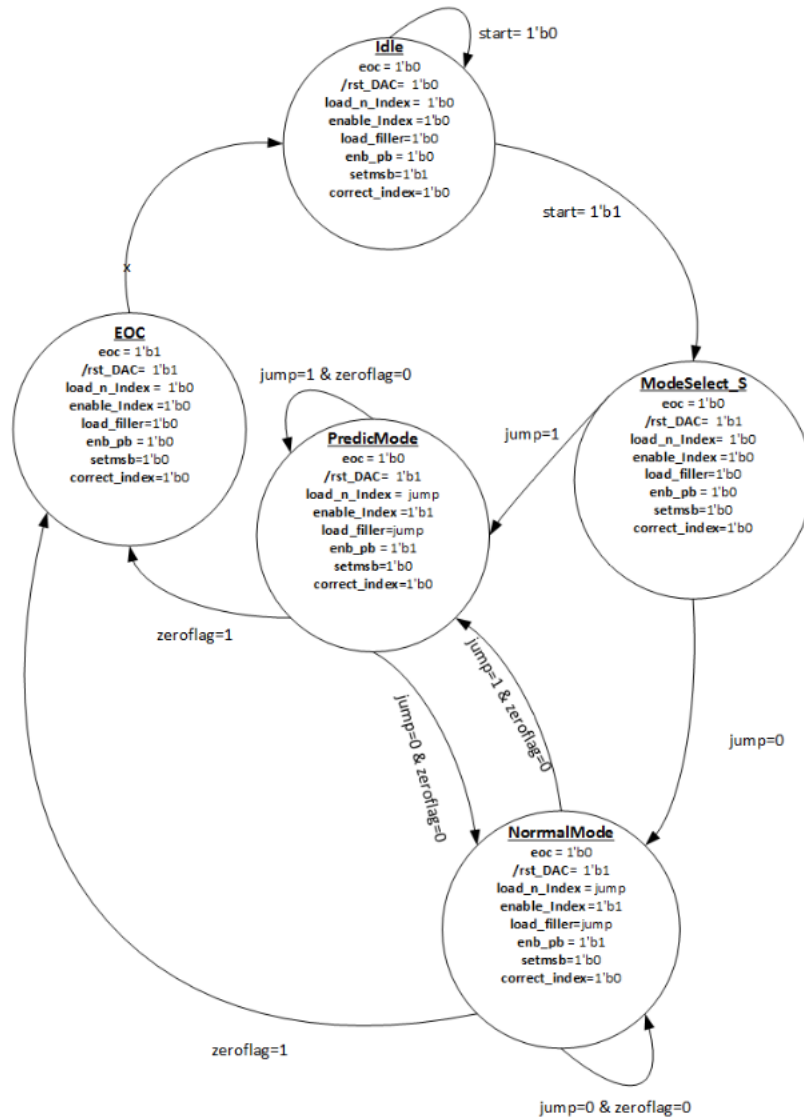 Idle
eoc = 1'b0
/rst_DAC= 1'b0
load_n_Index = 1'b0
enable_Index =1'b0
load_filler=1'b0
enb_pb = 1'b0
setmsb=1'b1
correct_index=1'b0
start= 1'b0
start= 1'b1
x
EOC
eoc = 1'b1
/rst_DAC= 1'b1
load_n_Index = 1'b0
enable_Index =1'b0
load_filler=1'b0
enb_pb = 1'b0
setmsb=1'b0
correct_index=1'b0
jump=1 & zeroflag=0
PredicMode
eoc = 1'b0
/rst_DAC= 1'b1
load_n_Index = jump
enable_Index =1'b1
load_filler=jump
enb_pb = 1'b1
setmsb=1'b0
correct_index=1'b0
jump=1
ModeSelect_S
eoc = 1'b0
/rst_DAC= 1'b1
load_n_Index= 1'b0
enable_Index=1'b0
load_filler=1'b0
enb_pb = 1'b0
setmsb=1'b0
correct_index=1'b0
zeroflag=1
jump=0 & zeroflag=0
jump=1 & zeroflag=0
jump=0
NorrmalMode
eoc = 1'b0
/rst_DAC= 1'b1
load_n_Index = jump
enable_Index=1'b1
load_filler=jump
enb_pb = 1'b1
setmsb=1'b0
correct_index=1'b0
zeroflag=1
jump=0 & zeroflag=0